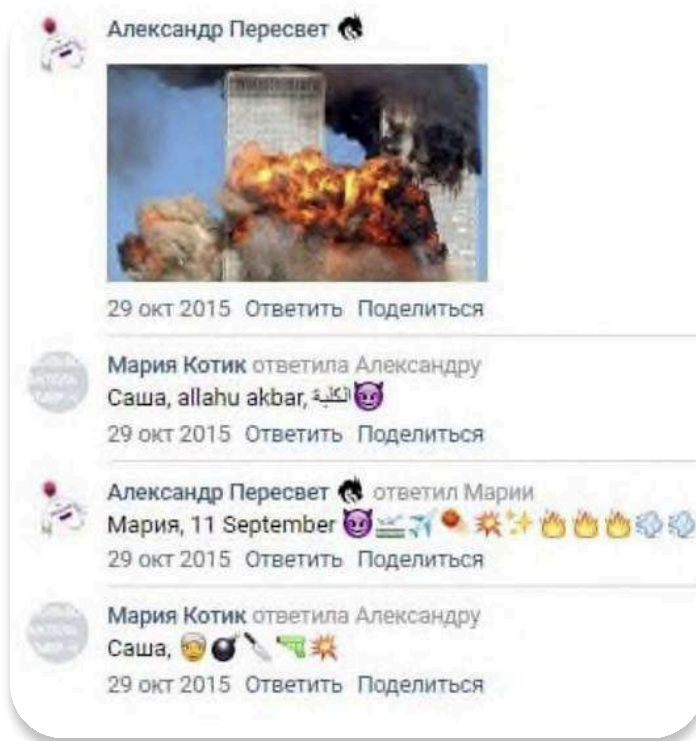 Александр Пересвет
29 окт 2015 Ответить Поделиться
Мария Котик ответила Александру
Саша, allahu akbar, الكلية 😈
29 окт 2015 Ответить Поделиться
Александр Пересвет ответил Марии
Мария, 11 September 😈🛫✈️☄️💥✨🔥🔥🔥💨💨
29 окт 2015 Ответить Поделиться
Мария Котик ответила Александру
Саша, 👳💣🔪🔫💥
29 окт 2015 Ответить Поделиться